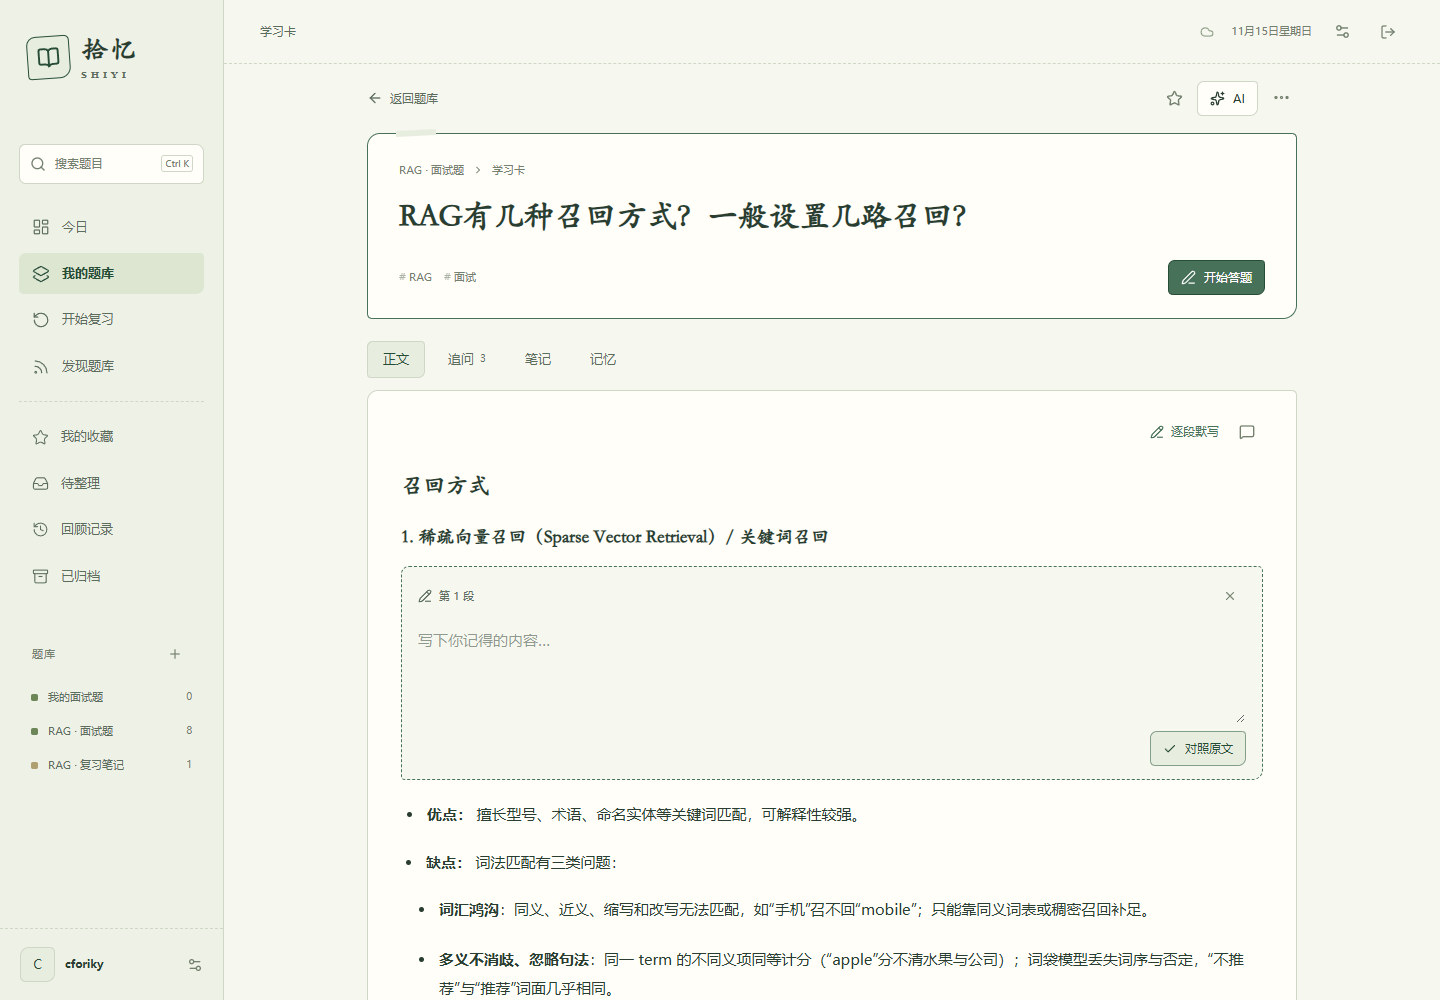 拾忆
SHIYI
学习卡
11月15日星期日
搜索题目
Ctrl K
今日
我的题库
开始复习
发现题库
我的收藏
待整理
回顾记录
已归档
题库
我的面试题 0
RAG · 面试题 8
RAG · 复习笔记 1
C
cforiky
返回题库
AI
RAG · 面试题 > 学习卡
RAG有几种召回方式？一般设置几路召回？
# RAG # 面试
开始答题
正文
追问 3
笔记
记忆
逐段默写
召回方式
1. 稀疏向量召回（Sparse Vector Retrieval）/ 关键词召回
第 1 段
写下你记得的内容...
对照原文
• 优点： 擅长型号、术语、命名实体等关键词匹配，可解释性较强。
• 缺点： 词法匹配有三类问题：
• 词汇鸿沟：同义、近义、缩写和改写无法匹配，如“手机”召不回“mobile”；只能靠同义词表或稠密召回补足。
• 多义不消歧、忽略句法：同一 term 的不同义项同等计分（“apple”分不清水果与公司）；词袋模型丢失词序与否定，“不推
荐”与“推荐”词面几乎相同。